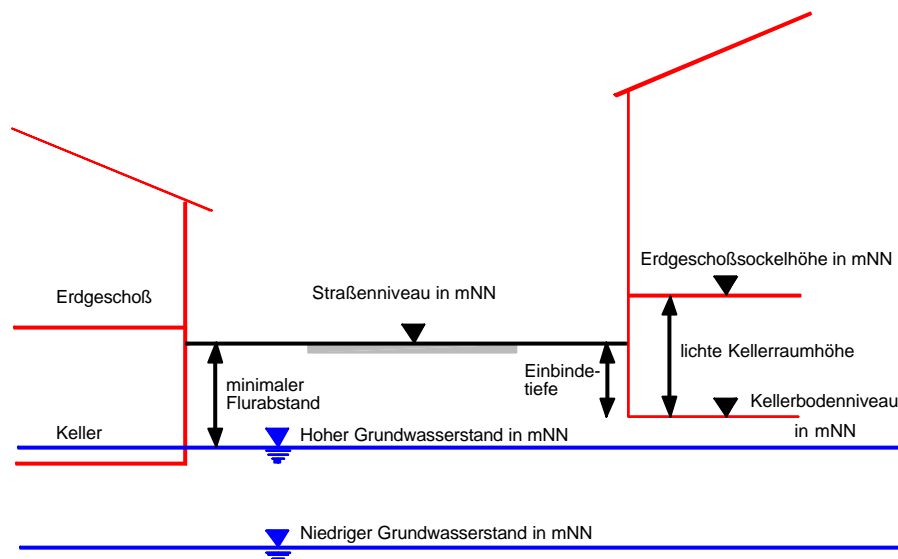 Erdgeschoßsockelhöhe in mNN
Erdgeschoß
Straßenniveau in mNN
lichte Kellerraumhöhe
minimaler
Flurabstand
Einbinde-
tiefe
Kellerbodenniveau
in mNN
Keller
Hoher Grundwasserstand in mNN
Niedriger Grundwasserstand in mNN